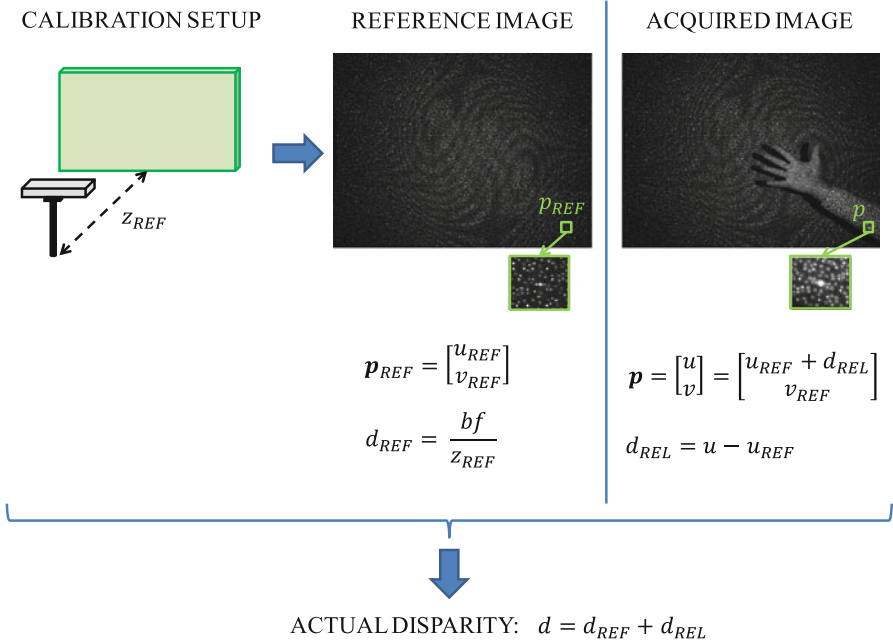 CALIBRATION SETUP
REFERENCE IMAGE
ACQUIRED IMAGE
z_REF
p_REF
p
p_REF = [u_REF v_REF]
d_REF = bf / z_REF
p = [u v] = [u_REF + d_REL v_REF]
d_REL = u − u_REF
ACTUAL DISPARITY: d = d_REF + d_REL